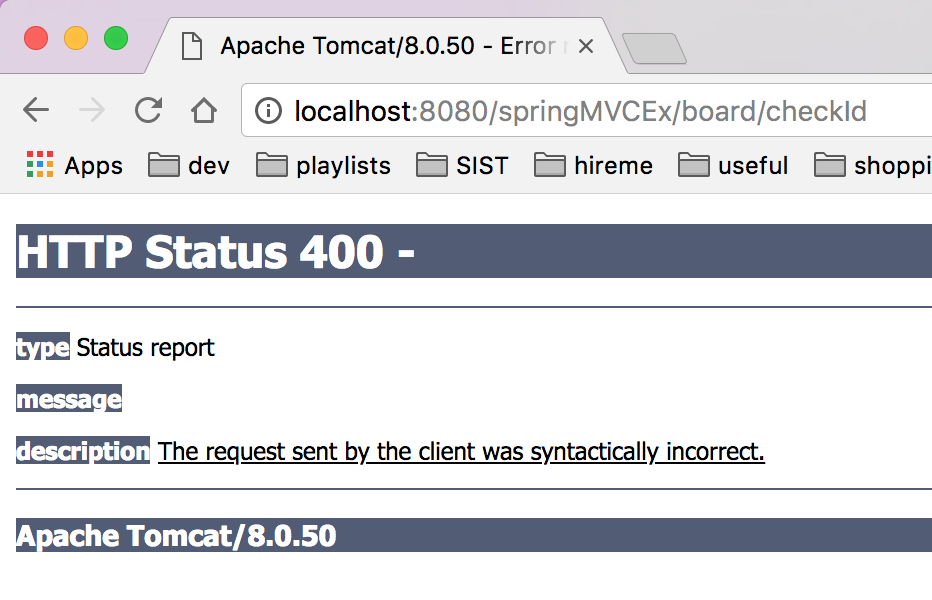 Apache Tomcat/8.0.50 - Error
localhost:8080/springMVCEx/board/checkId
Apps dev playlists SIST hireme useful shoppi
HTTP Status 400 -
type Status report
message
description The request sent by the client was syntactically incorrect.
Apache Tomcat/8.0.50